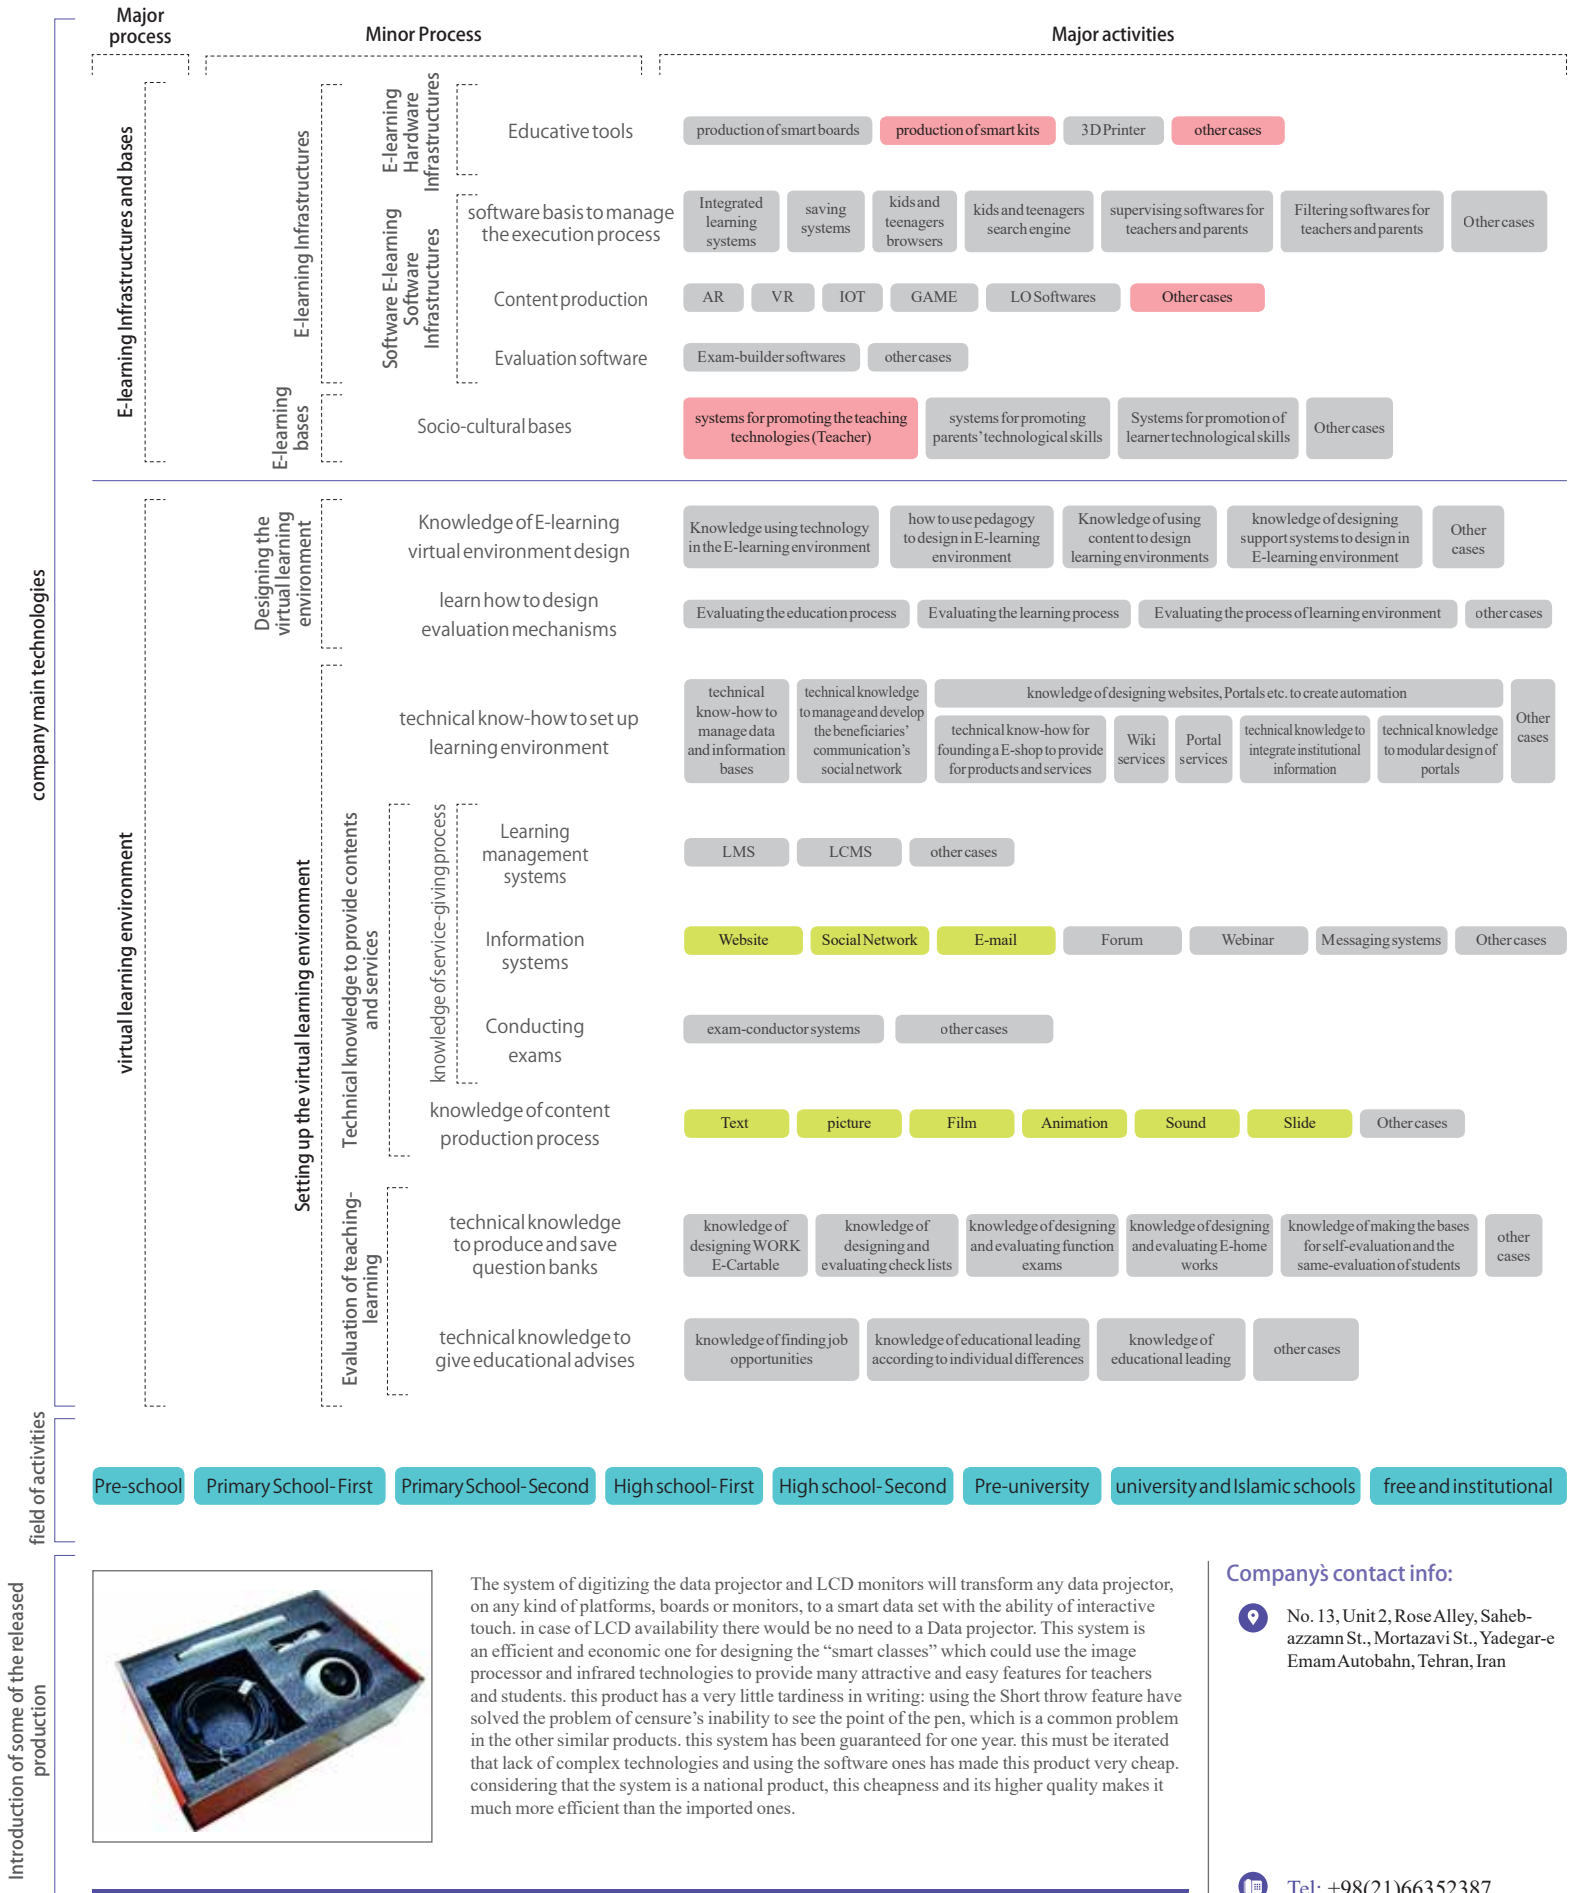 Major
process
Minor Process
Major activities
company main technologies
E-learning Infrastructures and bases
E-learning Infrastructures
E-learning
Hardware
Infrastructures
Educative tools
production of smart boards
production of smart kits
3D Printer
other cases
Software E-learning
Software
Infrastructures
software basis to manage
the execution process
Integrated
learning
systems
saving
systems
kids and
teenagers
browsers
kids and teenagers
search engine
supervising softwares for
teachers and parents
Filtering softwares for
teachers and parents
Other cases
Content production
AR
VR
IOT
GAME
LO Softwares
Other cases
Evaluation software
Exam-builder softwares
other cases
E-learning
bases
Socio-cultural bases
systems for promoting the teaching
technologies (Teacher)
systems for promoting
parents' technological skills
Systems for promotion of
learner technological skills
Other cases
virtual learning environment
Designing the
virtual learning
environment
Knowledge of E-learning
virtual environment design
Knowledge using technology
in the E-learning environment
how to use pedagogy
to design in E-learning
environment
Knowledge of using
content to design
learning environments
knowledge of designing
support systems to design in
E-learning environment
Other
cases
learn how to design
evaluation mechanisms
Evaluating the education process
Evaluating the learning process
Evaluating the process of learning environment
other cases
Setting up the virtual learning environment
technical know-how to set up
learning environment
technical
know-how to
manage data
and information
bases
technical knowledge
to manage and develop
the beneficiaries'
communication's
social network
knowledge of designing websites, Portals etc. to create automation
technical know-how for
founding a E-shop to provide
for products and services
Wiki
services
Portal
services
technical knowledge to
integrate institutional
information
technical knowledge
to modular design of
portals
Other
cases
Technical knowledge to provide contents
and services
knowledge of service-giving process
Learning
management
systems
LMS
LCMS
other cases
Information
systems
Website
Social Network
E-mail
Forum
Webinar
Messaging systems
Other cases
Conducting
exams
exam-conductor systems
other cases
knowledge of content
production process
Text
picture
Film
Animation
Sound
Slide
Other cases
Evaluation of teaching-
learning
technical knowledge
to produce and save
question banks
knowledge of
designing WORK
E-Cartable
knowledge of
designing and
evaluating check lists
knowledge of designing
and evaluating function
exams
knowledge of designing
and evaluating E-home
works
knowledge of making the bases
for self-evaluation and the
same-evaluation of students
other
cases
technical knowledge to
give educational advises
knowledge of finding job
opportunities
knowledge of educational leading
according to individual differences
knowledge of
educational leading
other cases
field of activities
Pre-school
Primary School- First
Primary School- Second
High school- First
High school- Second
Pre-university
university and Islamic schools
free and institutional
Introduction of some of the released
production
The system of digitizing the data projector and LCD monitors will transform any data projector,
on any kind of platforms, boards or monitors, to a smart data set with the ability of interactive
touch. in case of LCD availability there would be no need to a Data projector. This system is
an efficient and economic one for designing the “smart classes” which could use the image
processor and infrared technologies to provide many attractive and easy features for teachers
and students. this product has a very little tardiness in writing: using the Short throw feature have
solved the problem of censure's inability to see the point of the pen, which is a common problem
in the other similar products. this system has been guaranteed for one year. this must be iterated
that lack of complex technologies and using the software ones has made this product very cheap.
considering that the system is a national product, this cheapness and its higher quality makes it
much more efficient than the imported ones.
Company`s contact info:
No. 13, Unit 2, Rose Alley, Saheb-
azzamn St., Mortazavi St., Yadegar-e
Emam Autobahn, Tehran, Iran
Tel: +98(21)66352387